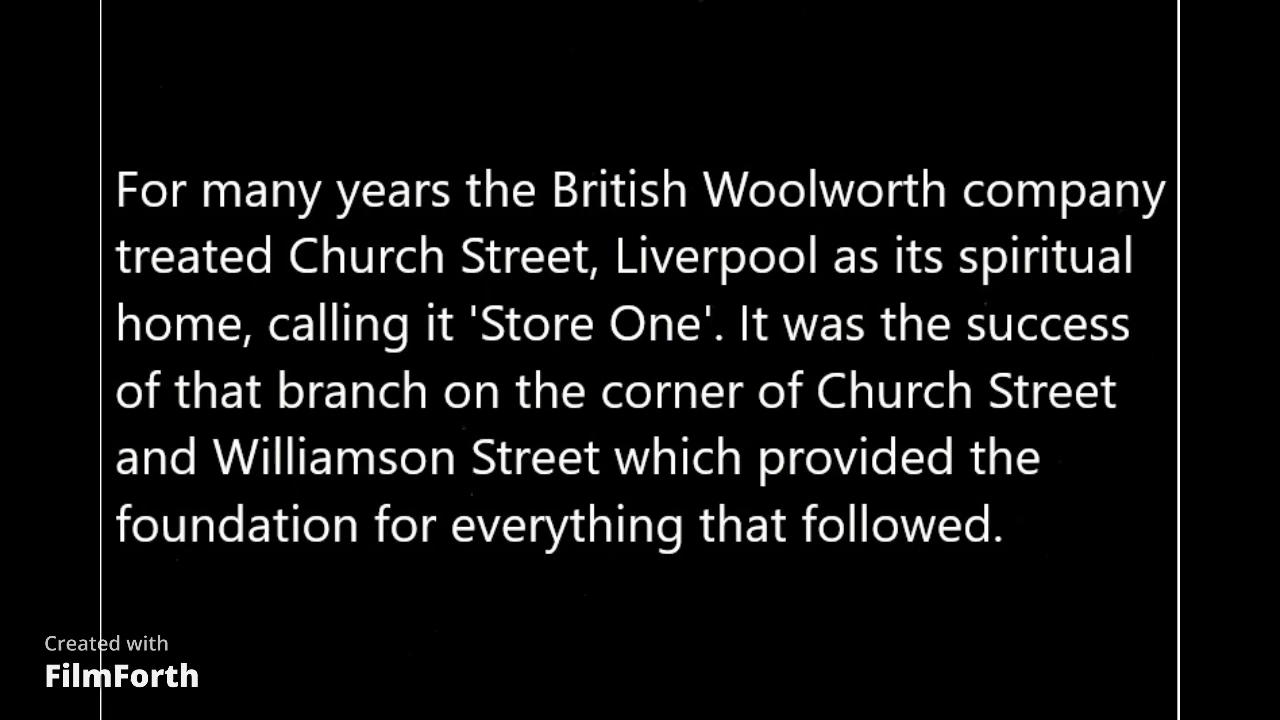 For many years the British Woolworth company
treated Church Street, Liverpool as its spiritual
home, calling it 'Store One'. It was the success
of that branch on the corner of Church Street
and Williamson Street which provided the
foundation for everything that followed.
Created with
FilmForth